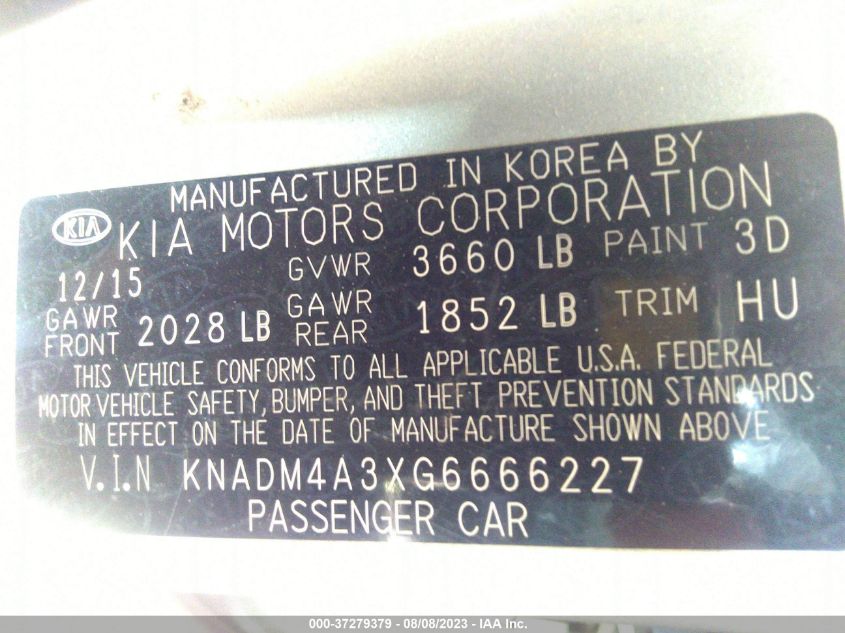 MANUFACTURED IN KOREA BY
KIA KIA MOTORS CORPORATION
12/15 GVWR 3660 LB PAINT 3D
GAWR FRONT 2028 LB GAWR REAR 1852 LB TRIM HU
THIS VEHICLE CONFORMS TO ALL APPLICABLE U.S.A. FEDERAL
MOTOR VEHICLE SAFETY, BUMPER, AND THEFT PREVENTION STANDARDS
IN EFFECT ON THE DATE OF MANUFACTURE SHOWN ABOVE
V.I.N KNADM4A3XG6666227
PASSENGER CAR
000-37279379 - 08/08/2023 - IAA Inc.